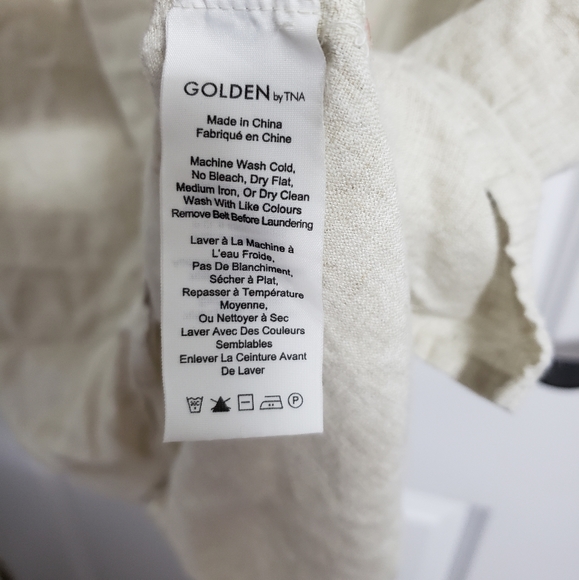 GOLDEN by TNA
Made in China
Fabriqué en Chine
Machine Wash Cold,
No Bleach, Dry Flat,
Medium Iron, Or Dry Clean
Wash With Like Colours
Remove Belt Before Laundering
Laver à La Machine à
L'eau Froide,
Pas De Blanchiment,
Sécher à Plat,
Repasser à Température
Moyenne,
Ou Nettoyer à Sec
Laver Avec Des Couleurs
Semblables
Enlever La Ceinture Avant
De Laver
30C P